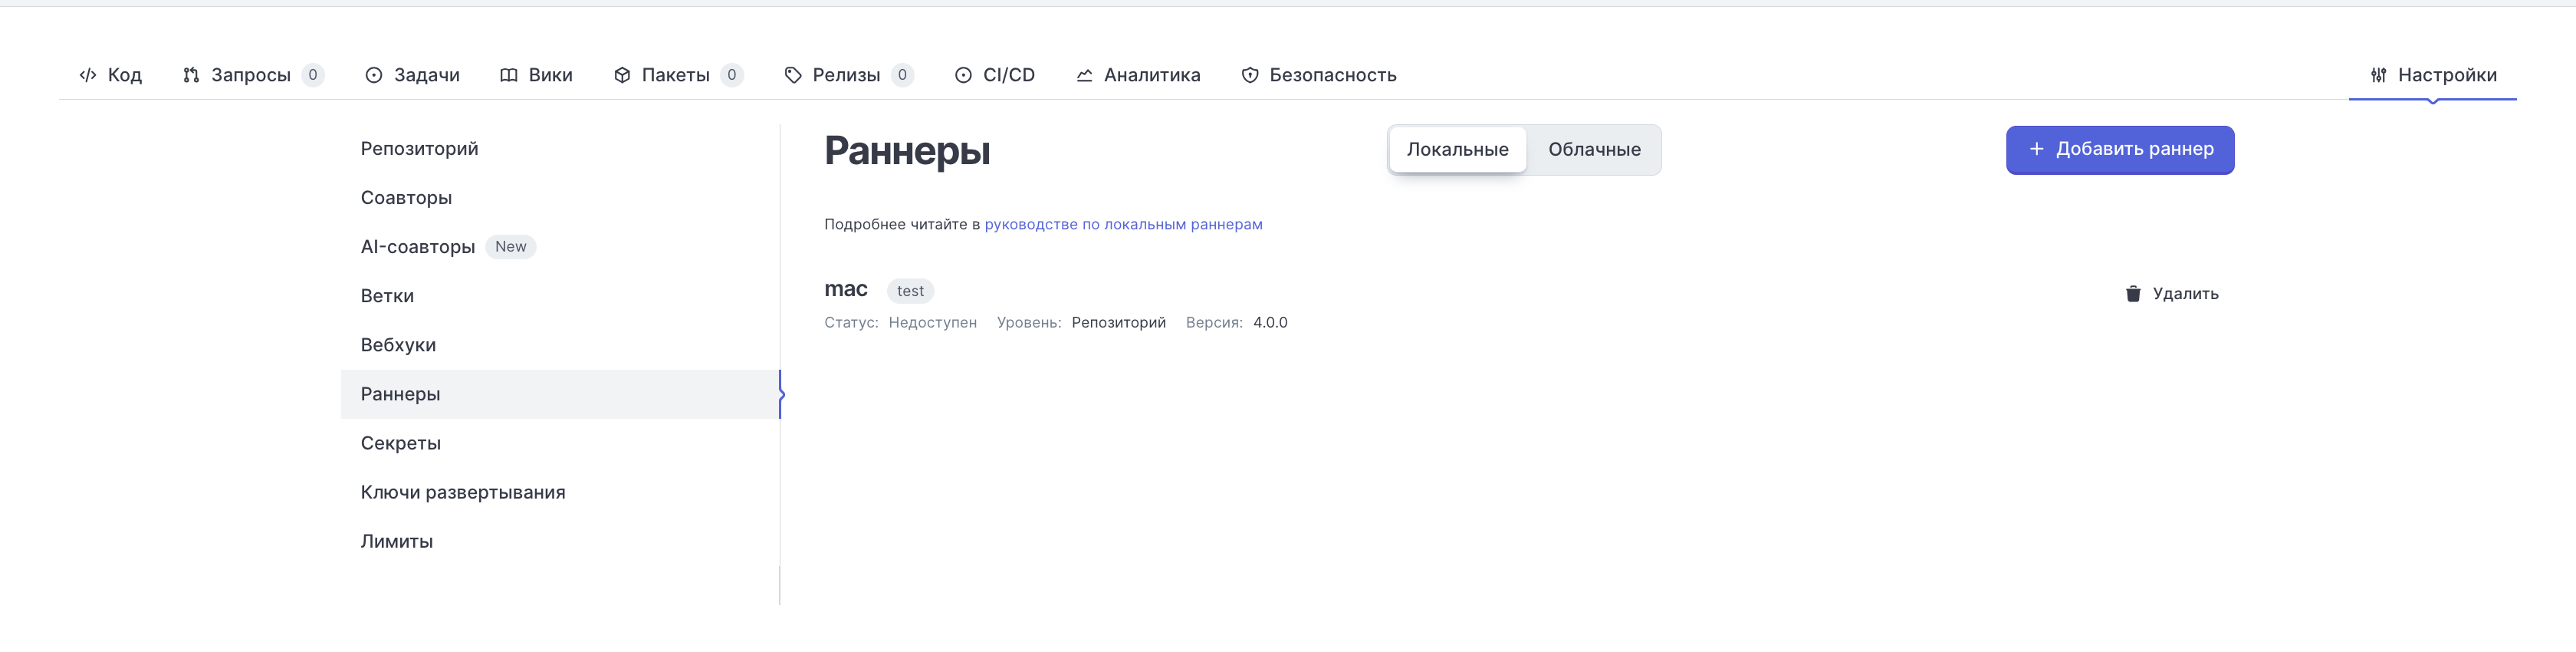 Код Запросы 0 Задачи Вики Пакеты 0 Релизы 0 CI/CD Аналитика Безопасность Настройки
Репозиторий
Соавторы
AI-соавторы New
Ветки
Вебхуки
Раннеры
Секреты
Ключи развертывания
Лимиты
Раннеры Локальные Облачные + Добавить раннер
Подробнее читайте в руководстве по локальным раннерам
mac test Удалить
Статус: Недоступен Уровень: Репозиторий Версия: 4.0.0